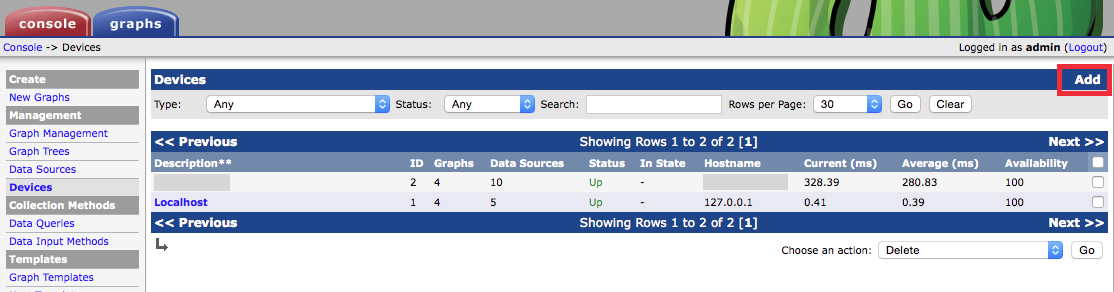 console graphs
Console -> Devices
Logged in as admin (Logout)
Create
New Graphs
Management
Graph Management
Graph Trees
Data Sources
Devices
Collection Methods
Data Queries
Data Input Methods
Templates
Graph Templates
Devices Add
Type: Any Status: Any Search: Rows per Page: 30 Go Clear
<< Previous Showing Rows 1 to 2 of 2 [1] Next >>
Description** ID Graphs Data Sources Status In State Hostname Current (ms) Average (ms) Availability
2 4 10 Up - 328.39 280.83 100
Localhost 1 4 5 Up - 127.0.0.1 0.41 0.39 100
<< Previous Showing Rows 1 to 2 of 2 [1] Next >>
Choose an action: Delete Go